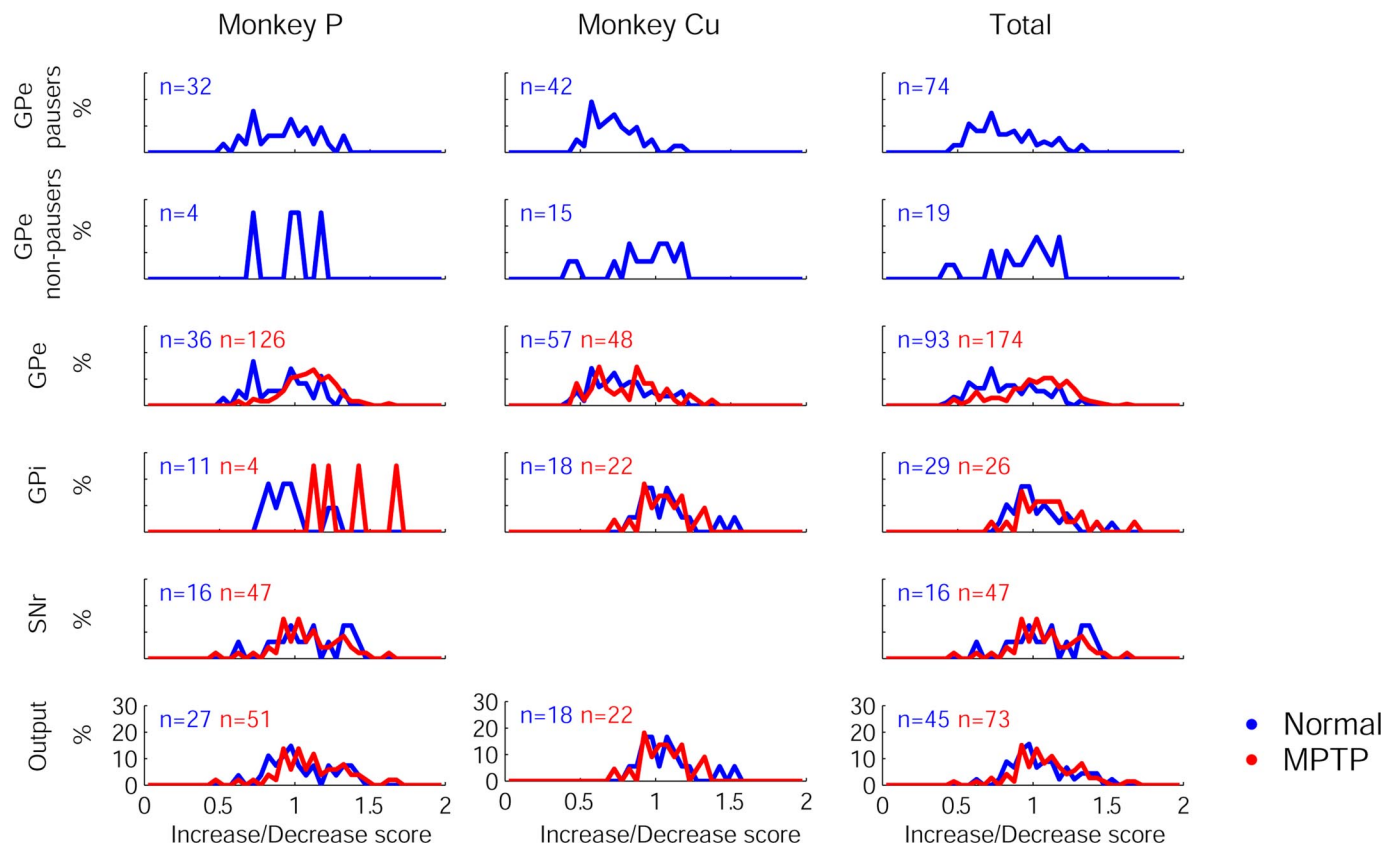 Monkey P Monkey Cu Total
GPe pausers
%
n=32
n=42
n=74
GPe non-pausers
%
n=4
n=15
n=19
GPe
%
n=36 n=126
n=57 n=48
n=93 n=174
GPi
%
n=11 n=4
n=18 n=22
n=29 n=26
SNr
%
n=16 n=47
n=16 n=47
Output
%
30
20
10
0
n=27 n=51
30
20
10
0
n=18 n=22
30
20
10
0
n=45 n=73
0 0.5 1 1.5 2
0 0.5 1 1.5 2
0 0.5 1 1.5 2
Increase/Decrease score
Increase/Decrease score
Increase/Decrease score
Normal
MPTP